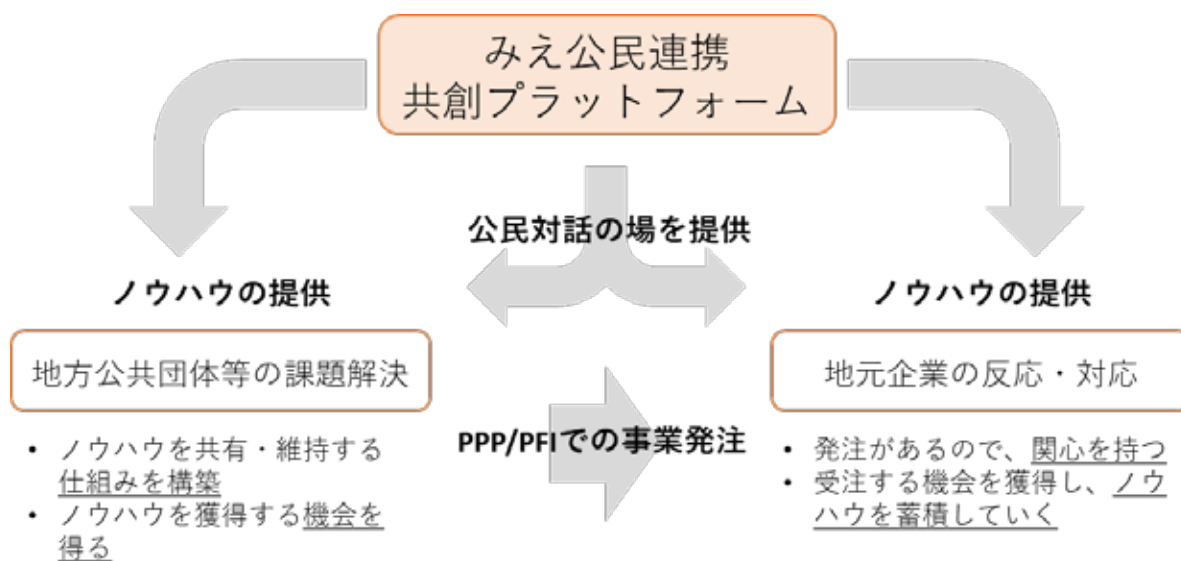 みえ公民連携
共創プラットフォーム
公民対話の場を提供
ノウハウの提供
ノウハウの提供
地方公共団体等の課題解決
地元企業の反応・対応
PPP/PFIでの事業発注
• ノウハウを共有・維持する
仕組みを構築
• ノウハウを獲得する機会を
得る
• 発注があるので、関心を持つ
• 受注する機会を獲得し、ノウ
ハウを蓄積していく